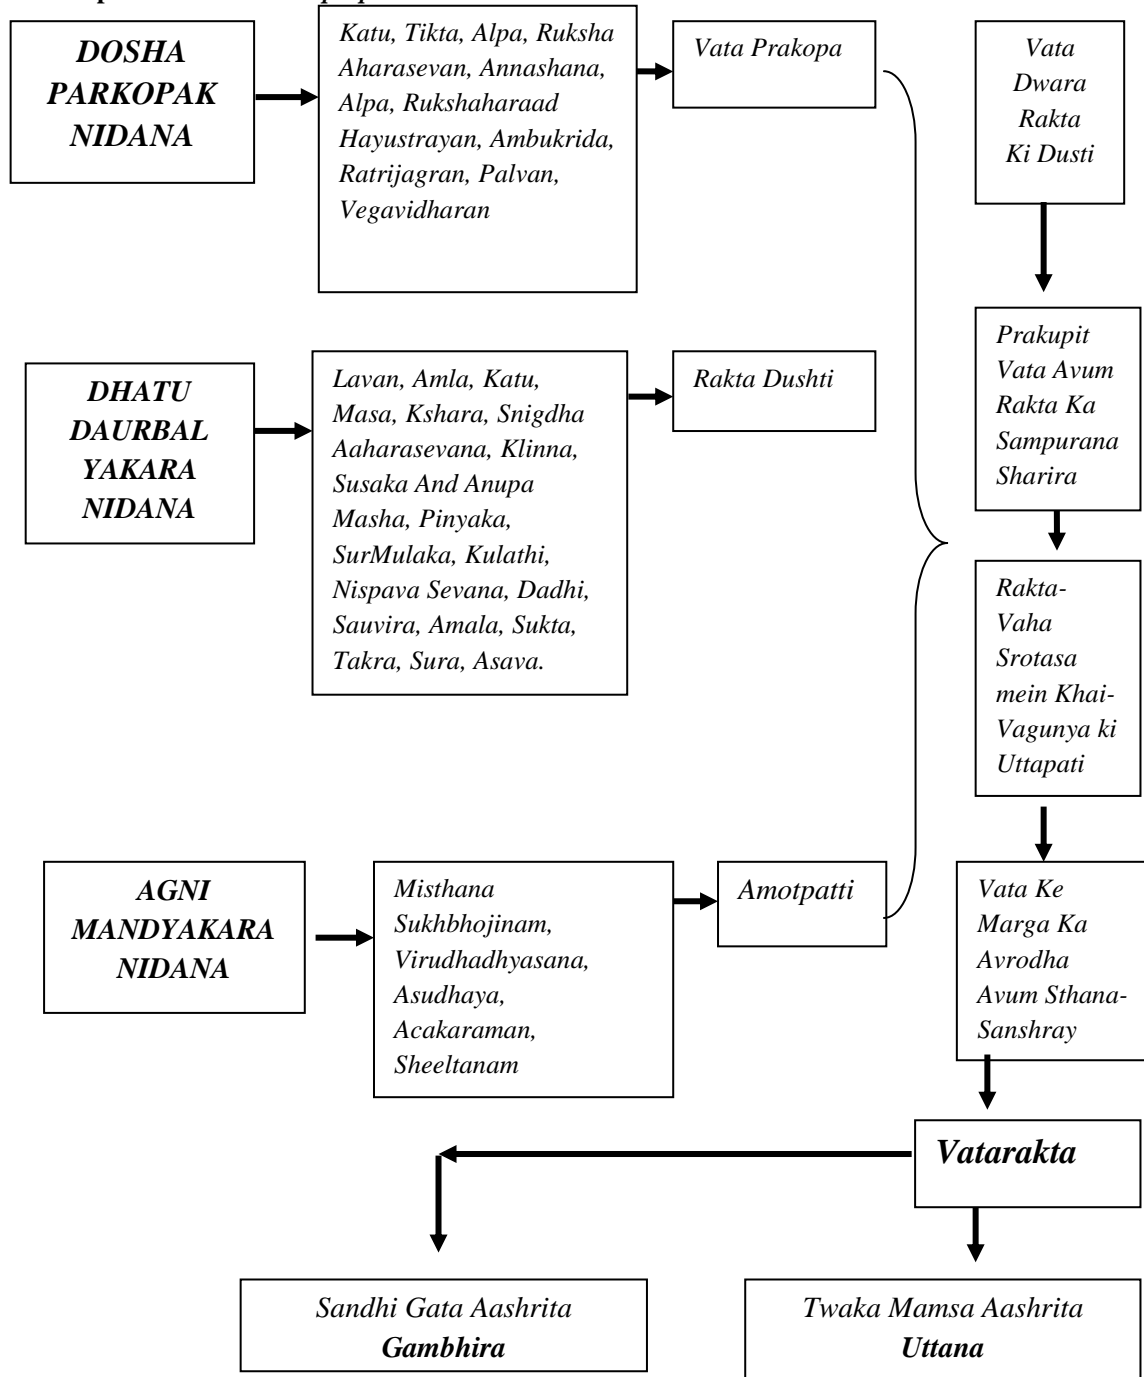 DOSHA
PARKOPAK
NIDANA
Katu, Tikta, Alpa, Ruksha
Aharasevan, Annashana,
Alpa, Rukshaharaad
Hayustrayan, Ambukrida,
Ratrijagran, Palvan,
Vegavidharan
Vata Prakopa
Vata
Dwara
Rakta
Ki Dusti
DHATU
DAURBAL
YAKARA
NIDANA
Lavan, Amla, Katu,
Masa, Kshara, Snigdha
Aaharasevana, Klinna,
Susaka And Anupa
Masha, Pinyaka,
SurMulaka, Kulathi,
Nispava Sevana, Dadhi,
Sauvira, Amala, Sukta,
Takra, Sura, Asava.
Rakta Dushti
Prakupit
Vata Avum
Rakta Ka
Sampurana
Sharira
Rakta-
Vaha
Srotasa
mein Khai-
Vagunya ki
Uttapati
AGNI
MANDYAKARA
NIDANA
Misthana
Sukhbhojinam,
Virudhadhyasana,
Asudhaya,
Acakaraman,
Sheeltanam
Amotpatti
Vata Ke
Marga Ka
Avrodha
Avum Sthana-
Sanshray
Vatarakta
Sandhi Gata Aashrita
Gambhira
Twaka Mamsa Aashrita
Uttana